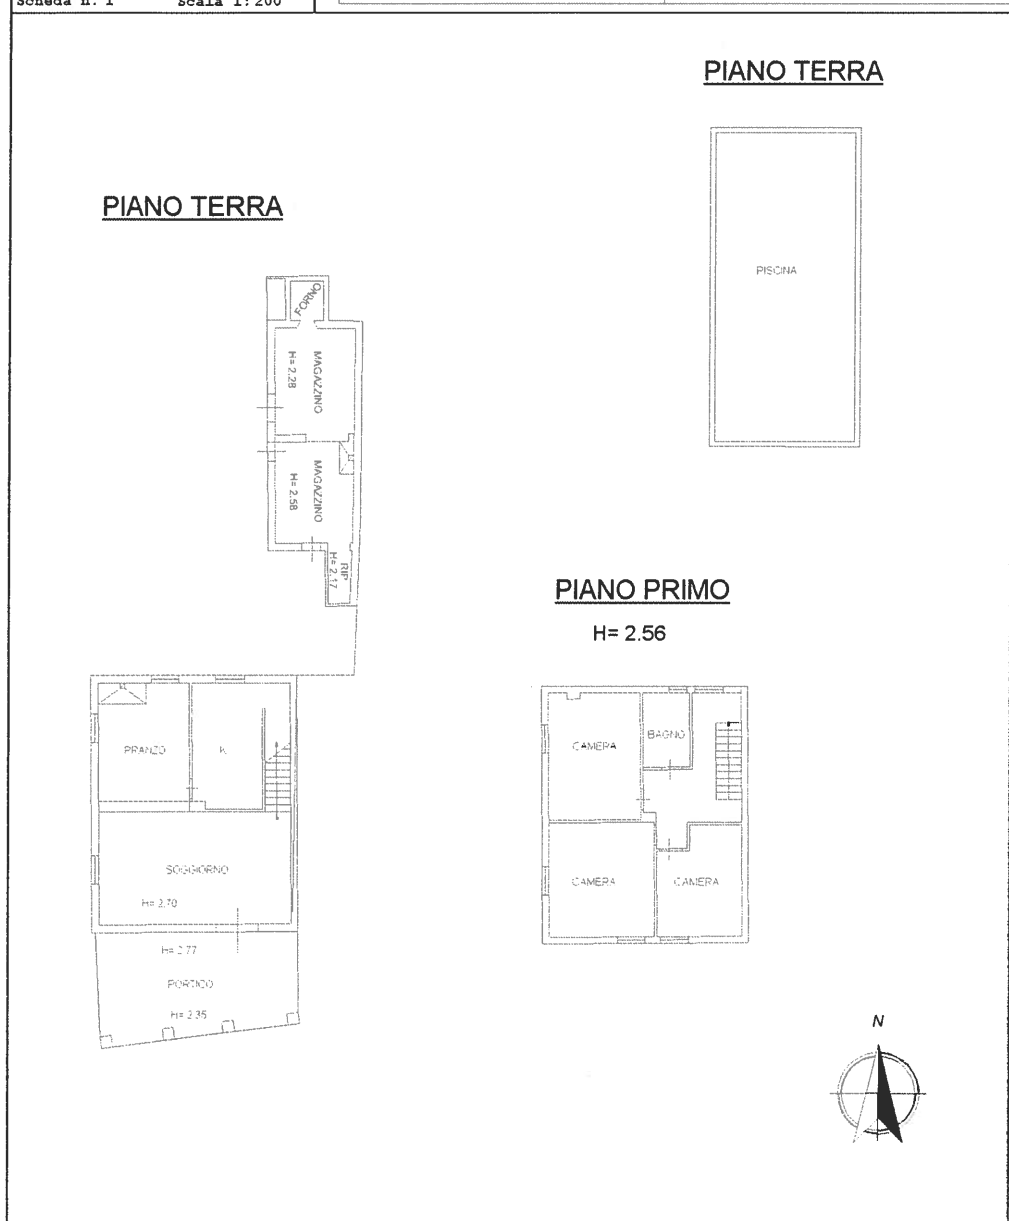 Scheda n. 1 Scala 1:200
PIANO TERRA
PISCINA
PIANO TERRA
FORNO
MAGAZZINO
H= 2.28
MAGAZZINO
H= 2.58
RIP
H= 2.17
PIANO PRIMO
H= 2.56
PRANZO
K
SOGGIORNO
H= 2.70
H= 2.77
PORTICO
H= 2.35
CAMERA
BAGNO
CAMERA
CAMERA
N